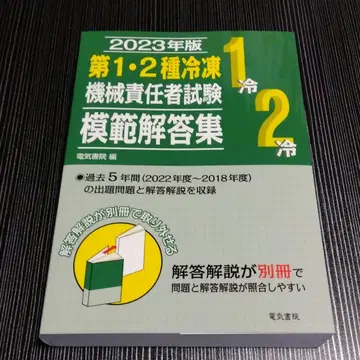 2023年版
第1・2種冷凍
機械責任者試験
模範解答集
1冷
2冷
電気書院 編
●過去5年間(2022年度〜2018年度)
の出題問題と解答解説を収録
解答解説が別冊で取り外せる
解答解説が別冊で
問題と解答解説が照合しやすい
電気書院